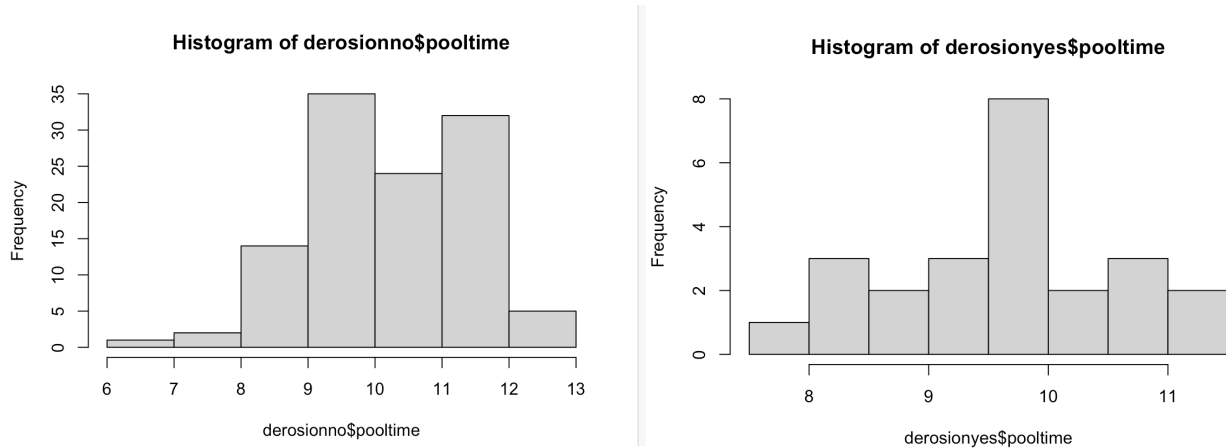 Histogram of derosionno$pooltime
Frequency
35
30
25
20
15
10
5
0
6 7 8 9 10 11 12 13
derosionno$pooltime
Histogram of derosionyes$pooltime
Frequency
8
6
4
2
0
8 9 10 11
derosionyes$pooltime